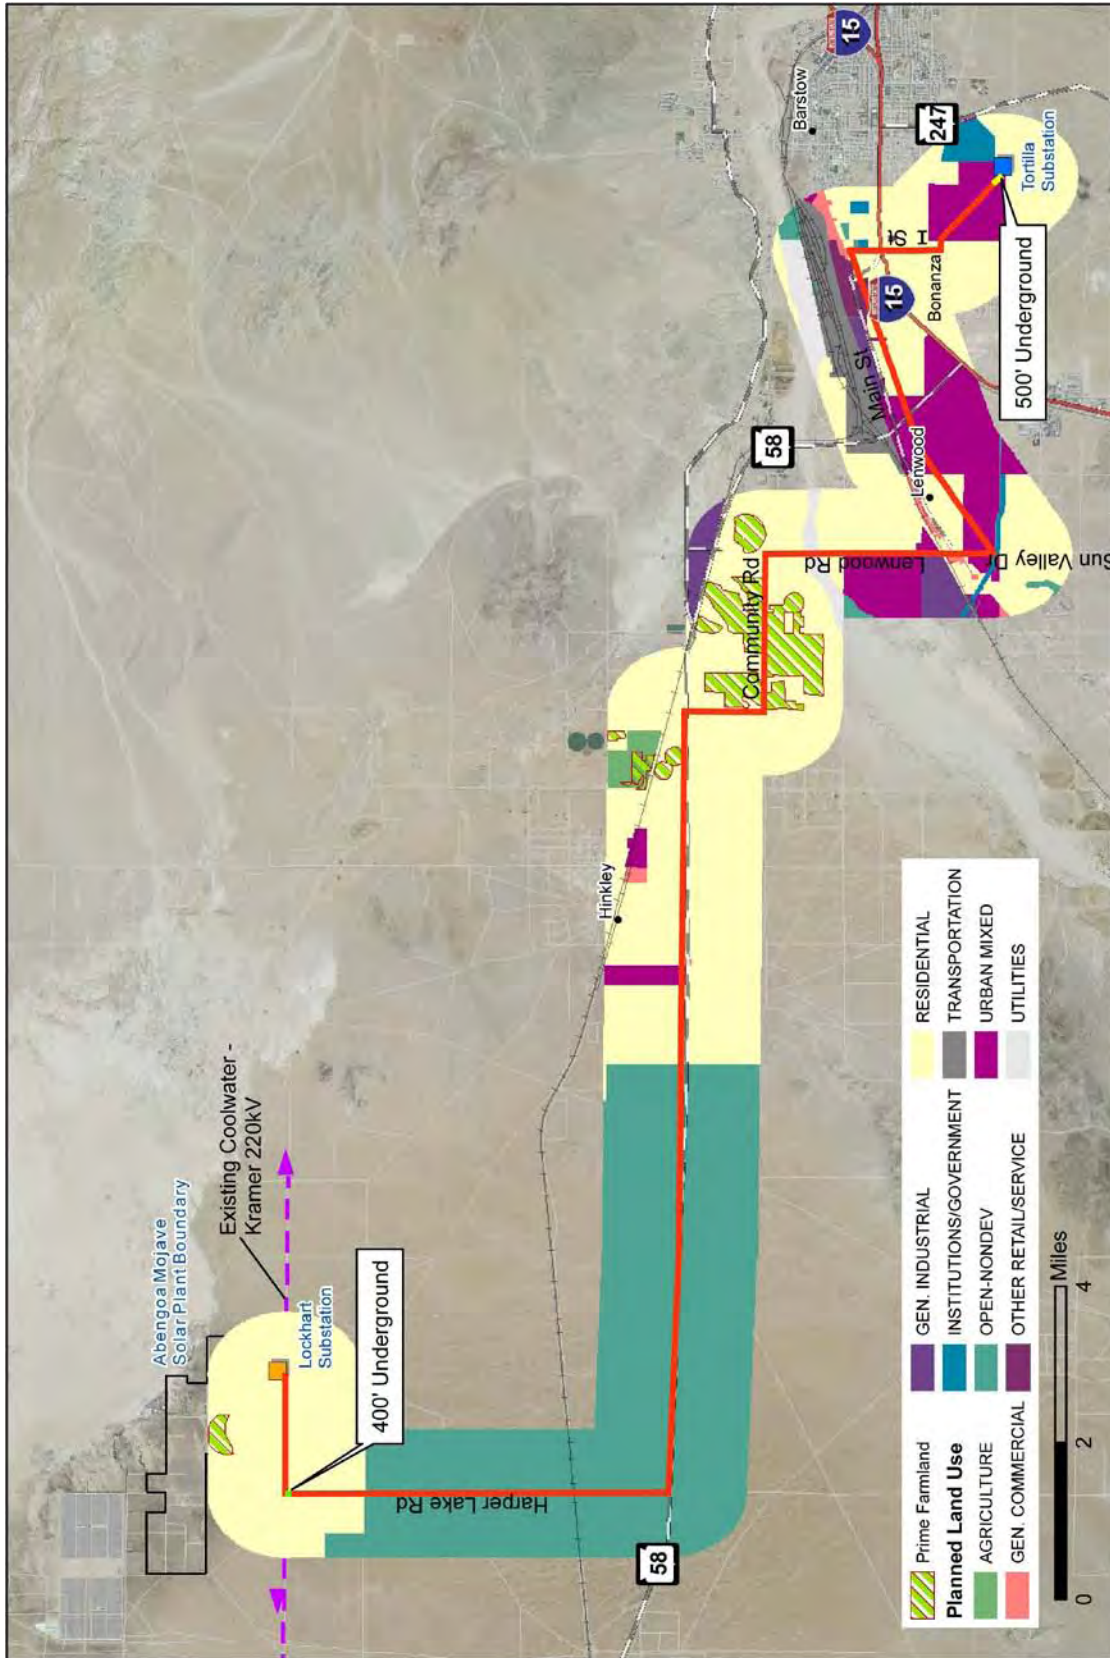 Abengoa Mojave
Solar Plant Boundary
Existing Coolwater -
Kramer 220kV
Lockhart
Substation
400' Underground
Harper Lake Rd
58
Hinkley
Community Rd
58
Lenwood Rd
Lenwood
Sun Valley Dr
Main St
15
Barstow
15
I St
Bonanza
247
Tortilla
Substation
500' Underground
Prime Farmland
Planned Land Use
AGRICULTURE
GEN. COMMERCIAL
GEN. INDUSTRIAL
INSTITUTIONS/GOVERNMENT
OPEN-NONDEV
OTHER RETAIL/SERVICE
RESIDENTIAL
TRANSPORTATION
URBAN MIXED
UTILITIES
0 2 4
Miles